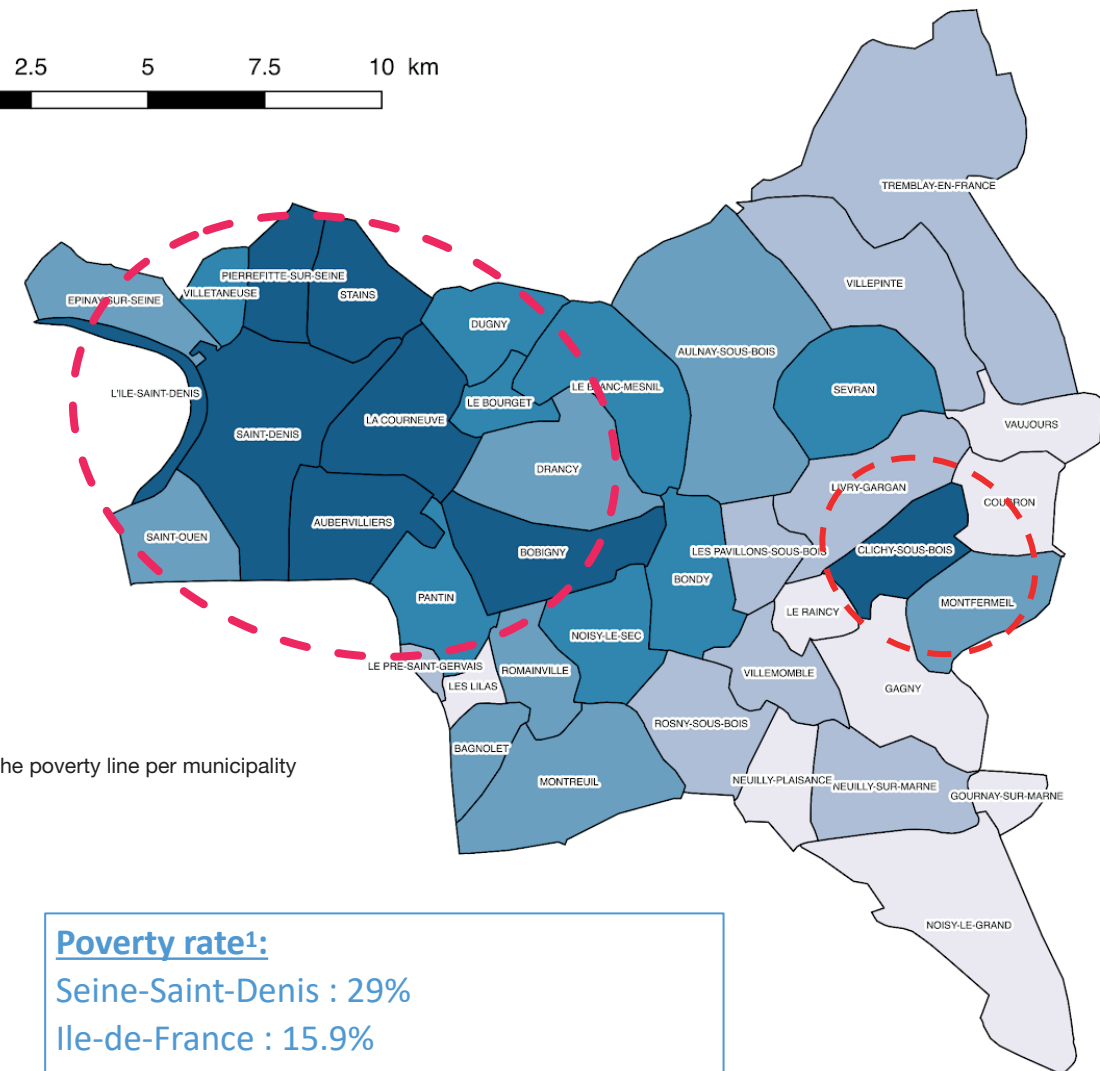 2.5 5 7.5 10 km
TREMBLAY-EN-FRANCE
PIERREFITTE-SUR-SEINE
VILLEPINTE
VILLETANEUSE
STAINS
EPINAY-SUR-SEINE
DUGNY
AULNAY-SOUS-BOIS
LE BLANC-MESNIL
L'ILE-SAINT-DENIS
SEVRAN
LE BOURGET
LA COURNEUVE
VAUJOURS
SAINT-DENIS
DRANCY
LIVRY-GARGAN
COUBRON
AUBERVILLIERS
SAINT-OUEN
CLICHY-SOUS-BOIS
BOBIGNY
LES PAVILLONS-SOUS-BOIS
BONDY
PANTIN
MONTFERMEIL
LE RAINCY
NOISY-LE-SEC
LE PRE-SAINT-GERVAIS
ROMAINVILLE
VILLEMOMBLE
LES LILAS
GAGNY
ROSNY-SOUS-BOIS
BAGNOLET
he poverty line per municipality
MONTREUIL
NEUILLY-PLAISANCE
NEUILLY-SUR-MARNE
GOURNAY-SUR-MARNE
NOISY-LE-GRAND
Poverty rate¹:
Seine-Saint-Denis : 29%
Ile-de-France : 15.9%